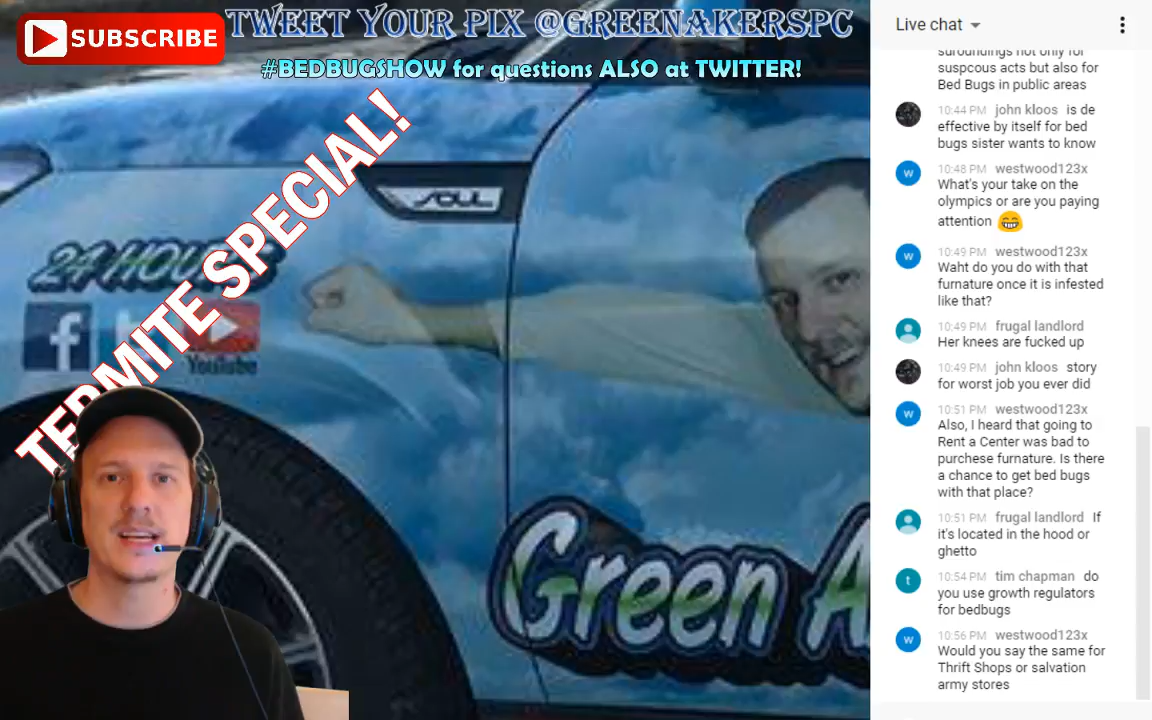 SUBSCRIBE
TWEET YOUR PIX @GREENAKERSPC
#BEDBUGSHOW for questions ALSO at TWITTER!
TERMITE SPECIAL!
SOUL
24 HOURS
f
Youtube
Green A
Live chat
suroundings not only for
suspcous acts but also for
Bed Bugs in public areas
10:44 PM john kloos is de
effective by itself for bed
bugs sister wants to know
w
10:48 PM westwood123x
What's your take on the
olympics or are you paying
attention 😁
w
10:49 PM westwood123x
Waht do you do with that
furnature once it is infested
like that?
10:49 PM frugal landlord
Her knees are fucked up
10:49 PM john kloos story
for worst job you ever did
w
10:51 PM westwood123x
Also, I heard that going to
Rent a Center was bad to
purchese furnature. Is there
a chance to get bed bugs
with that place?
10:51 PM frugal landlord If
it's located in the hood or
ghetto
t
10:54 PM tim chapman do
you use growth regulators
for bedbugs
w
10:56 PM westwood123x
Would you say the same for
Thrift Shops or salvation
army stores